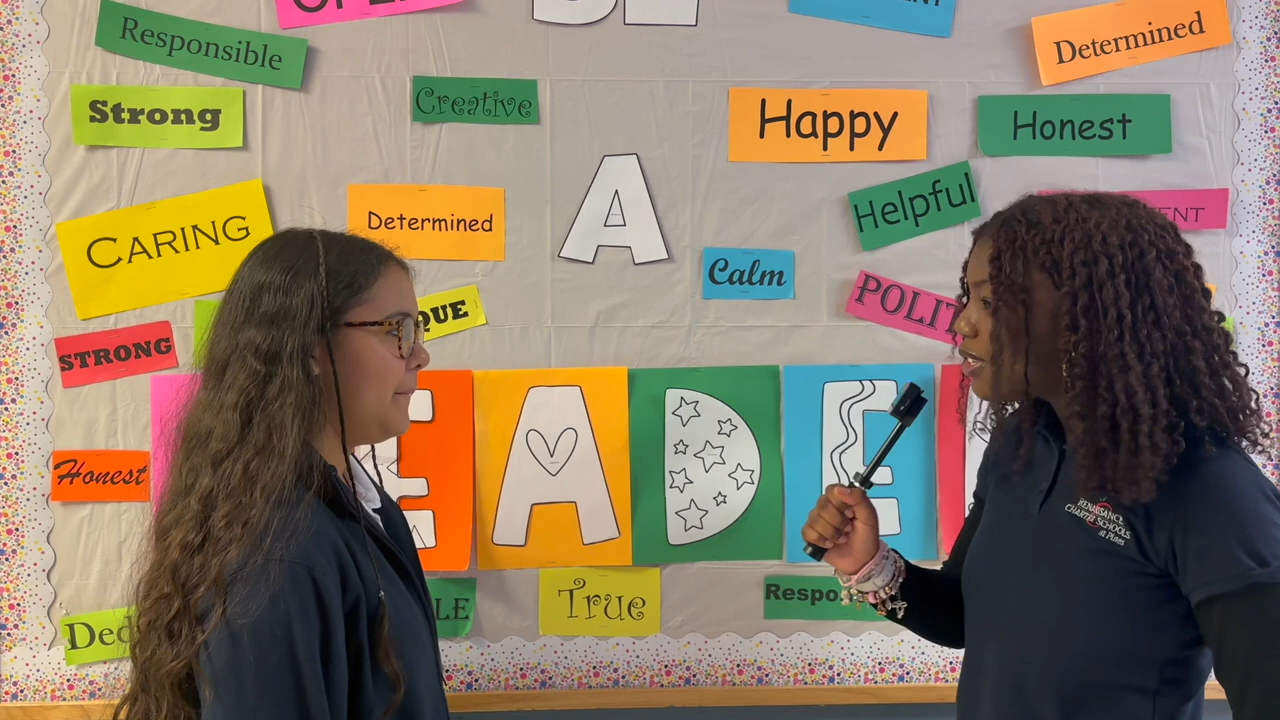 Responsible
Determined
Strong
Creative
Happy
Honest
CARING
Determined
A
Helpful
Calm
QUE
POLIT
STRONG
EADE
Honest
RENAISSANCE
CHARTER SCHOOLS
at Pines
Ded
LE
True
Respo